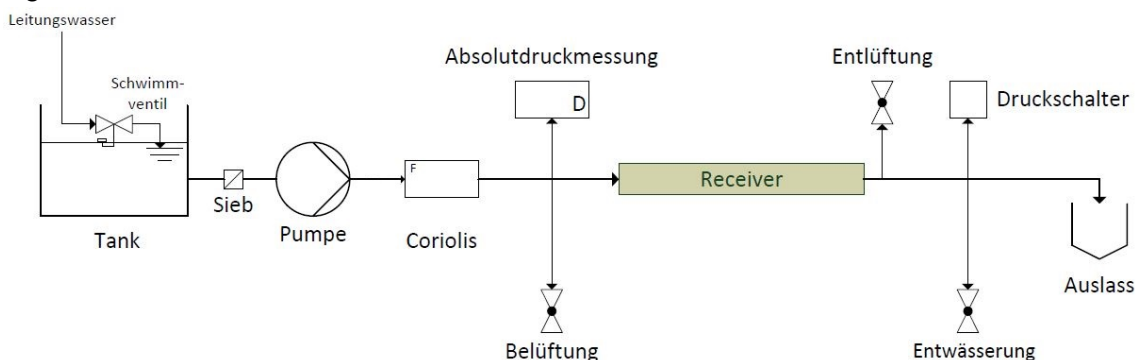 Leitungswasser
Schwimm-
ventil
Absolutdruckmessung
Entlüftung
D
Druckschalter
F
Receiver
Sieb
Tank
Pumpe
Coriolis
Auslass
Belüftung
Entwässerung